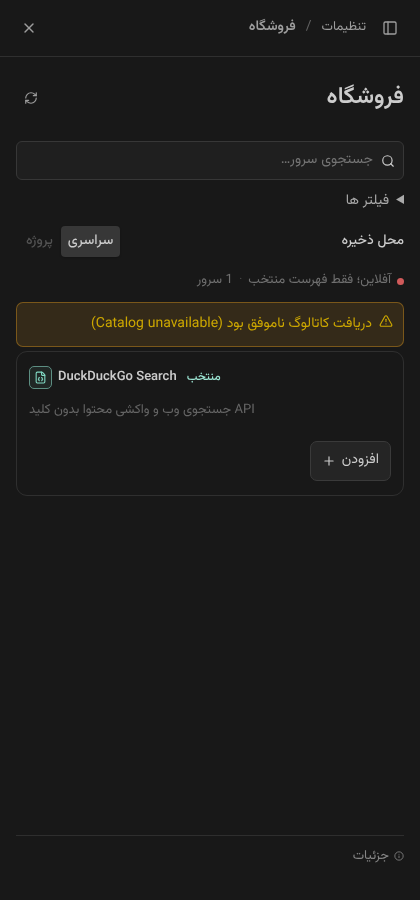 تنظیمات / فروشگاه
فروشگاه
جستجوی سرور...
فیلتر ها
محل ذخیره
سراسری
پروژه
آفلاین؛ فقط فهرست منتخب · 1 سرور
دریافت کاتالوگ ناموفق بود (Catalog unavailable)
DuckDuckGo Search منتخب
جستجوی وب و واکشی محتوا بدون کلید API
افزودن +
جزئیات